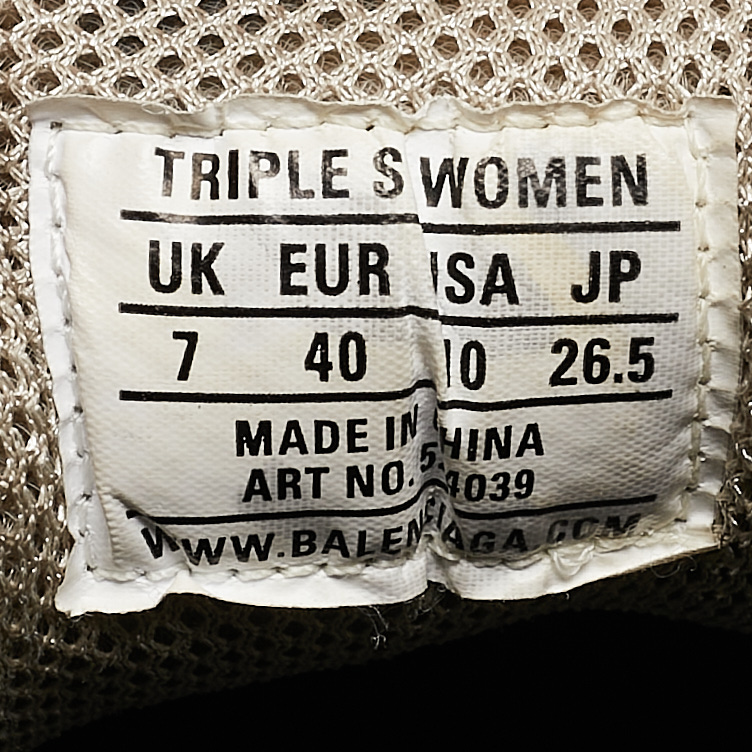 TRIPLE S WOMEN
UK EUR USA JP
7 40 10 26.5
MADE IN CHINA
ART NO.
WWW.BALENCIAGA.COM